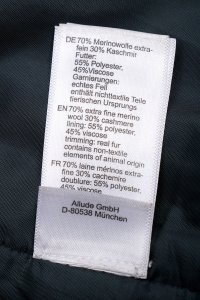 DE 70% Merinowolle extra-
fein 30% Kaschmir
Futter:
55% Polyester,
45%Viscose
Garnierungen:
echtes Fell
enthält nichttextile Teile
tierischen Ursprungs
EN 70% extra fine merino
wool 30% cashmere
lining: 55% polyester,
45% viscose
trimming: real fur
contains non-textile
elements of animal origin
FR 70% laine mérinos extra-
fine 30% cachemire
doublure: 55% polyester,
45% viscose
Allude GmbH
D-80538 München